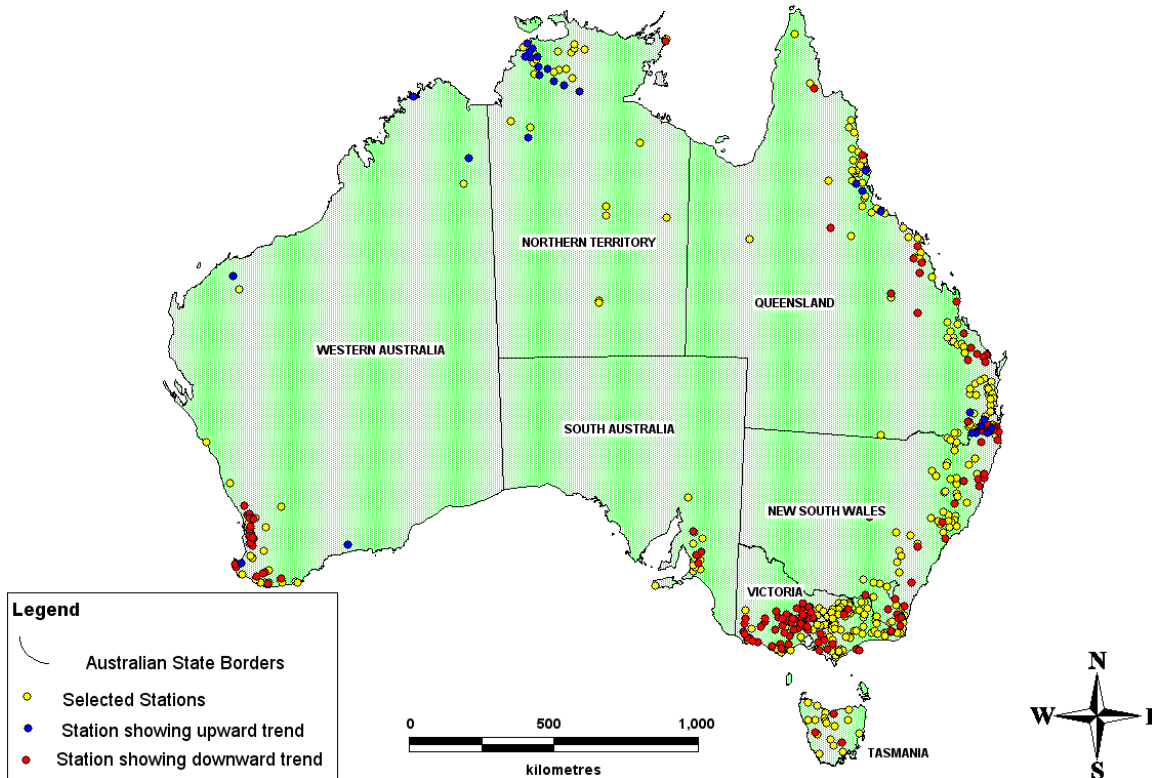 NORTHERN TERRITORY
QUEENSLAND
WESTERN AUSTRALIA
SOUTH AUSTRALIA
NEW SOUTH WALES
VICTORIA
TASMANIA
Legend
Australian State Borders
Selected Stations
Station showing upward trend
Station showing downward trend
0 500 1,000
kilometres
N
W
S